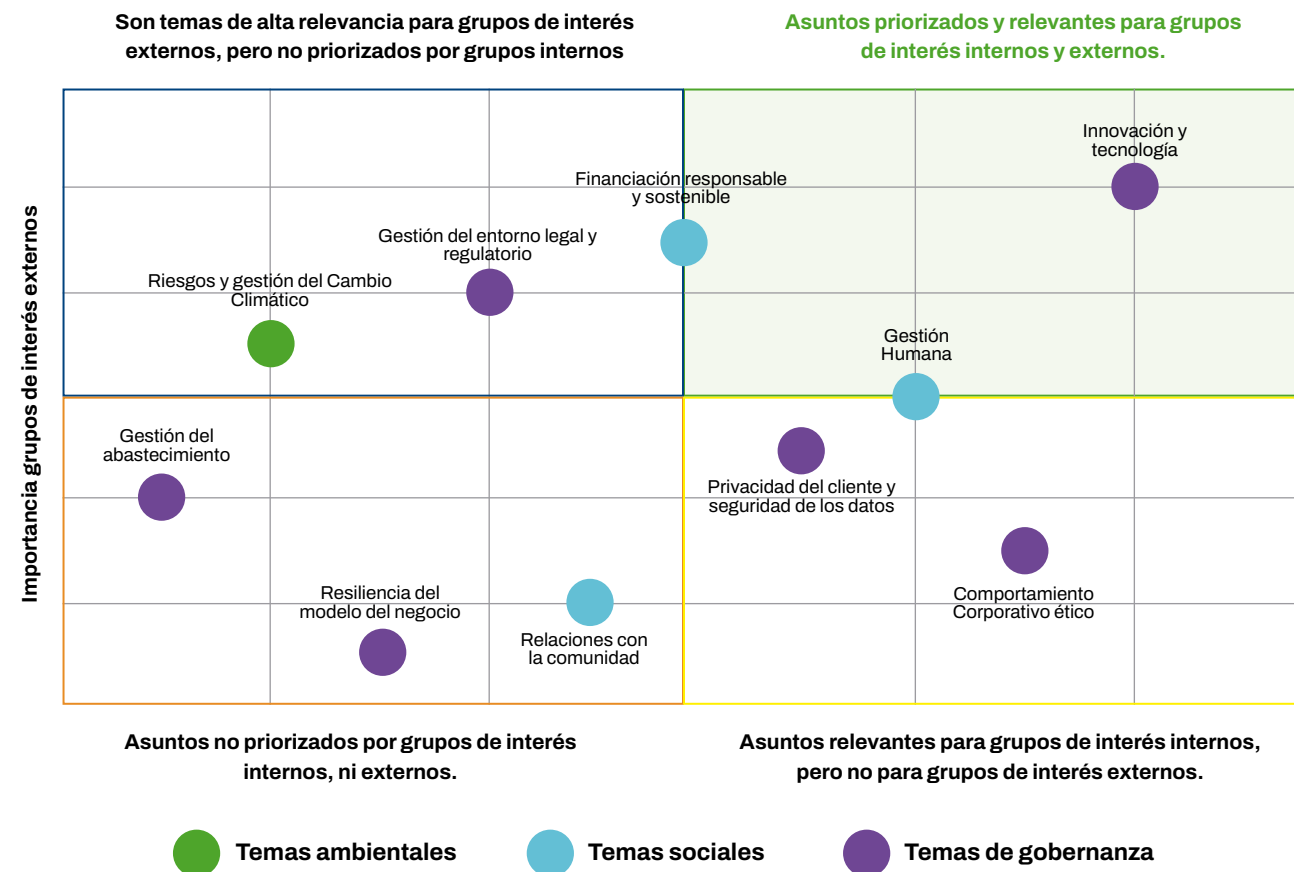 Son temas de alta relevancia para grupos de interés
externos, pero no priorizados por grupos internos
Asuntos priorizados y relevantes para grupos
de interés internos y externos.
Importancia grupos de interés externos
Innovación y
tecnología
Financiación responsable
y sostenible
Gestión del entorno legal y
regulatorio
Riesgos y gestión del Cambio
Climático
Gestión
Humana
Gestión del
abastecimiento
Privacidad del cliente y
seguridad de los datos
Resiliencia del
modelo del negocio
Relaciones con
la comunidad
Comportamiento
Corporativo ético
Asuntos no priorizados por grupos de interés
internos, ni externos.
Asuntos relevantes para grupos de interés internos,
pero no para grupos de interés externos.
Temas ambientales
Temas sociales
Temas de gobernanza